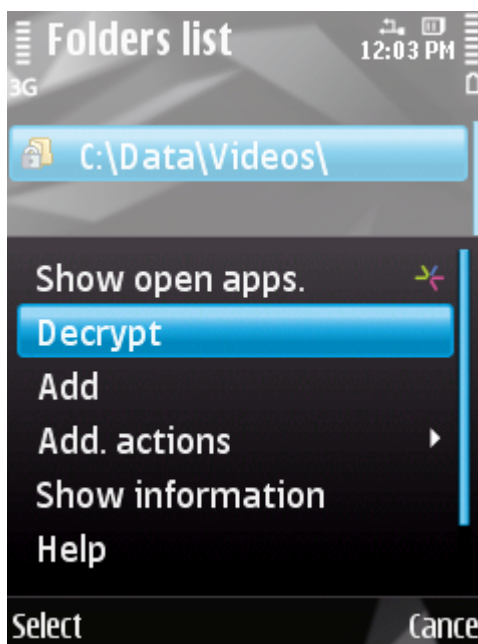 Folders list
12:03 PM
3G
C:\Data\Videos\
Show open apps.
Decrypt
Add
Add. actions
Show information
Help
Select Cance